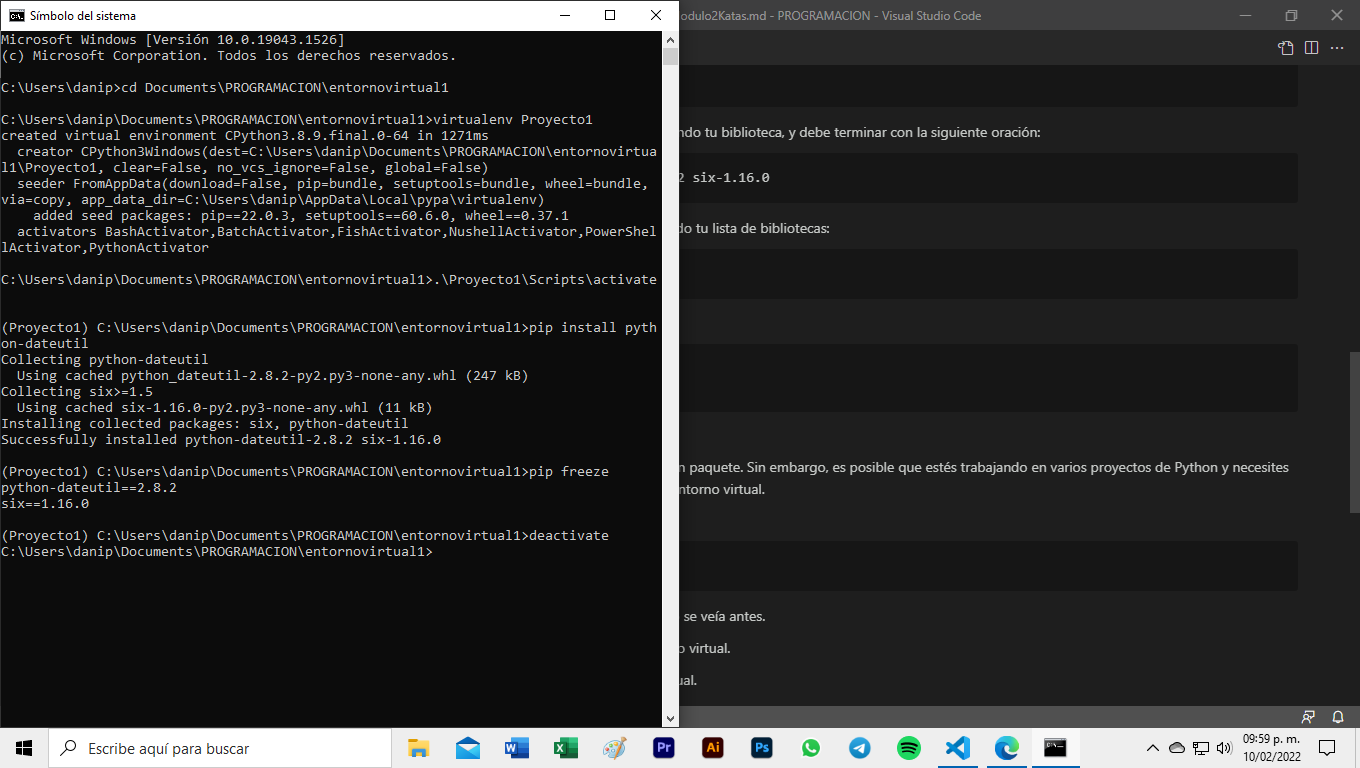 Símbolo del sistema
Microsoft Windows [Versión 10.0.19043.1526]
(c) Microsoft Corporation. Todos los derechos reservados.
C:\Users\danip>cd Documents\PROGRAMACION\entornovirtual1
C:\Users\danip\Documents\PROGRAMACION\entornovirtual1>virtualenv Proyecto1
created virtual environment CPython3.8.9.final.0-64 in 1271ms
  creator CPython3Windows(dest=C:\Users\danip\Documents\PROGRAMACION\entornovirtua
l1\Proyecto1, clear=False, no_vcs_ignore=False, global=False)
  seeder FromAppData(download=False, pip=bundle, setuptools=bundle, wheel=bundle,
via=copy, app_data_dir=C:\Users\danip\AppData\Local\pypa\virtualenv)
    added seed packages: pip==22.0.3, setuptools==60.6.0, wheel==0.37.1
  activators BashActivator,BatchActivator,FishActivator,NushellActivator,PowerShel
lActivator,PythonActivator
C:\Users\danip\Documents\PROGRAMACION\entornovirtual1>.\Proyecto1\Scripts\activate
(Proyecto1) C:\Users\danip\Documents\PROGRAMACION\entornovirtual1>pip install pyth
on-dateutil
Collecting python-dateutil
  Using cached python_dateutil-2.8.2-py2.py3-none-any.whl (247 kB)
Collecting six>=1.5
  Using cached six-1.16.0-py2.py3-none-any.whl (11 kB)
Installing collected packages: six, python-dateutil
Successfully installed python-dateutil-2.8.2 six-1.16.0
(Proyecto1) C:\Users\danip\Documents\PROGRAMACION\entornovirtual1>pip freeze
python-dateutil==2.8.2
six==1.16.0
(Proyecto1) C:\Users\danip\Documents\PROGRAMACION\entornovirtual1>deactivate
C:\Users\danip\Documents\PROGRAMACION\entornovirtual1>
odulo2Katas.md - PROGRAMACION - Visual Studio Code
ndo tu biblioteca, y debe terminar con la siguiente oración:
2 six-1.16.0
do tu lista de bibliotecas:
n paquete. Sin embargo, es posible que estés trabajando en varios proyectos de Python y necesites
ntorno virtual.
se veía antes.
o virtual.
ual.
Escribe aquí para buscar
Pr
Ai
Ps
09:59 p. m.
10/02/2022